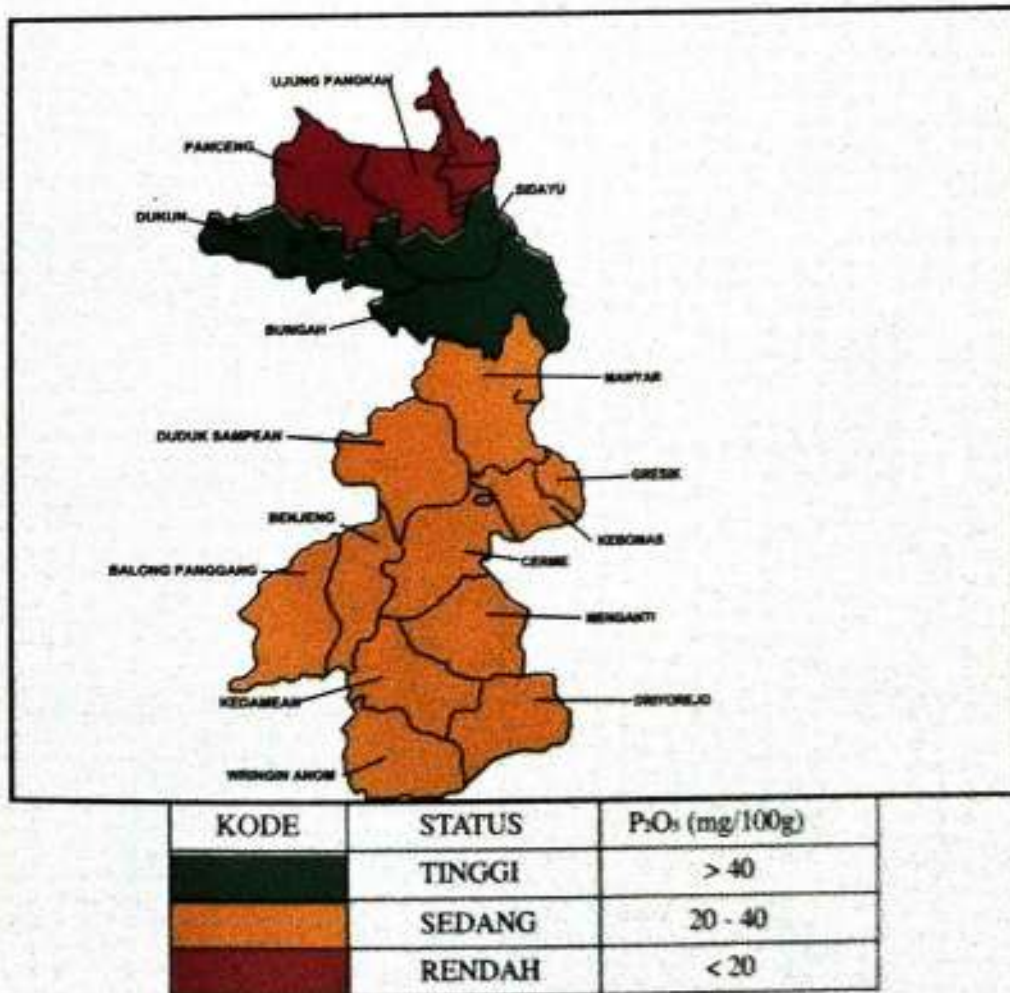 UJUNG PANGKAH
PANCENG
SIDAYU
DUKUN
BUNGAH
MANYAR
DUDUK SAMPEAN
GRESIK
BENJENG
KEBOMAS
CERME
BALONG PANGGANG
MENGANTI
KEDAMEAN
DRIYOREJO
WRINGIN ANOM
KODE STATUS P₂O₅ (mg/100g)
TINGGI > 40
SEDANG 20 - 40
RENDAH < 20